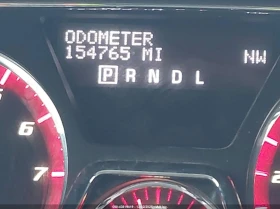 ODOMETER
154765 MI NW
P R N D L
6
7